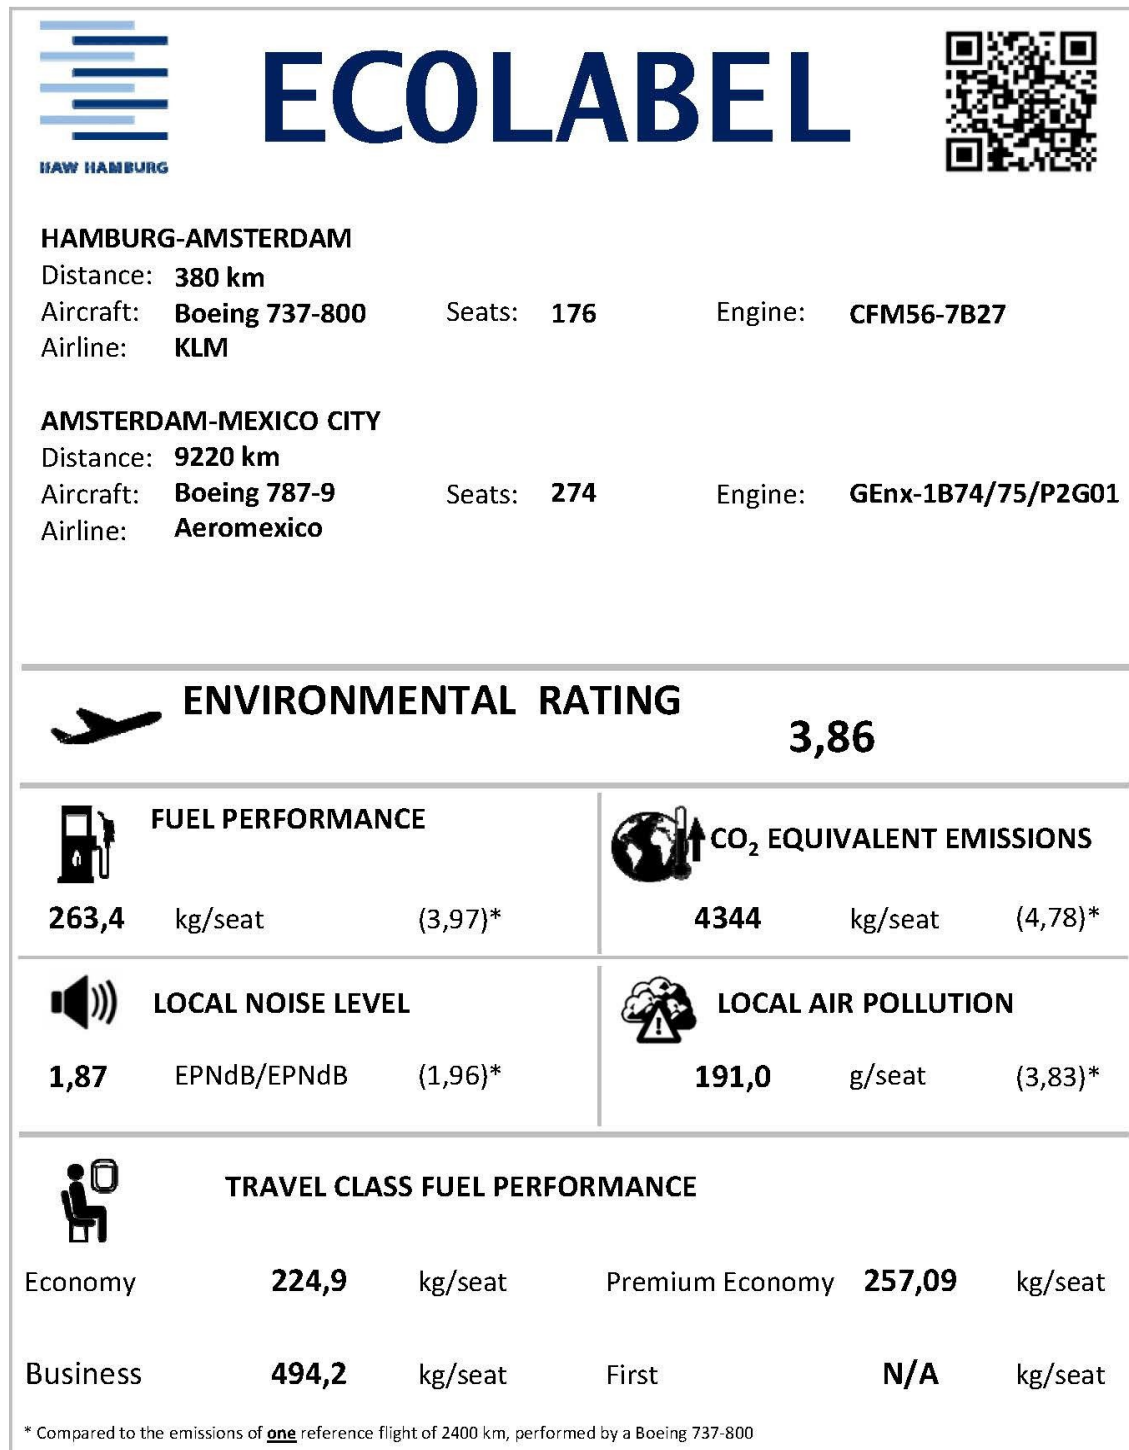 HAW HAMBURG
ECOLABEL
HAMBURG-AMSTERDAM
Distance: 380 km
Aircraft: Boeing 737-800 Seats: 176 Engine: CFM56-7B27
Airline: KLM
AMSTERDAM-MEXICO CITY
Distance: 9220 km
Aircraft: Boeing 787-9 Seats: 274 Engine: GEnx-1B74/75/P2G01
Airline: Aeromexico
ENVIRONMENTAL RATING
3,86
FUEL PERFORMANCE
263,4 kg/seat (3,97)*
CO₂ EQUIVALENT EMISSIONS
4344 kg/seat (4,78)*
LOCAL NOISE LEVEL
1,87 EPNdB/EPNdB (1,96)*
LOCAL AIR POLLUTION
191,0 g/seat (3,83)*
TRAVEL CLASS FUEL PERFORMANCE
Economy 224,9 kg/seat Premium Economy 257,09 kg/seat
Business 494,2 kg/seat First N/A kg/seat
* Compared to the emissions of one reference flight of 2400 km, performed by a Boeing 737-800